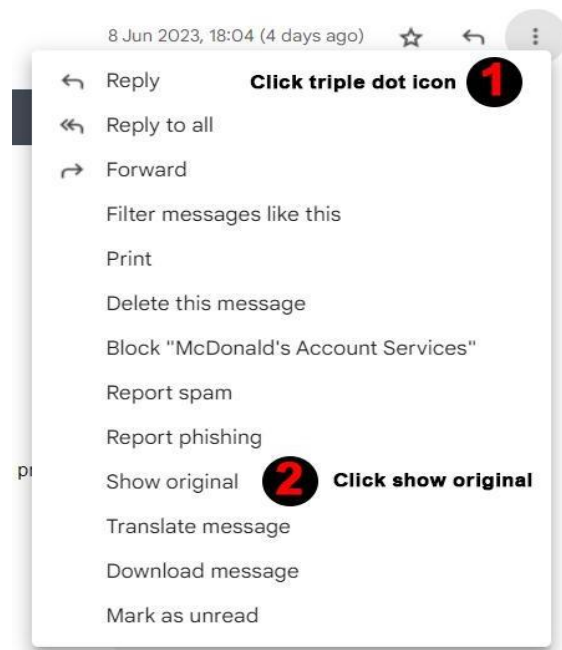 8 Jun 2023, 18:04 (4 days ago)
Reply Click triple dot icon 1
Reply to all
Forward
Filter messages like this
Print
Delete this message
Block "McDonald's Account Services"
Report spam
Report phishing
pr
Show original 2 Click show original
Translate message
Download message
Mark as unread